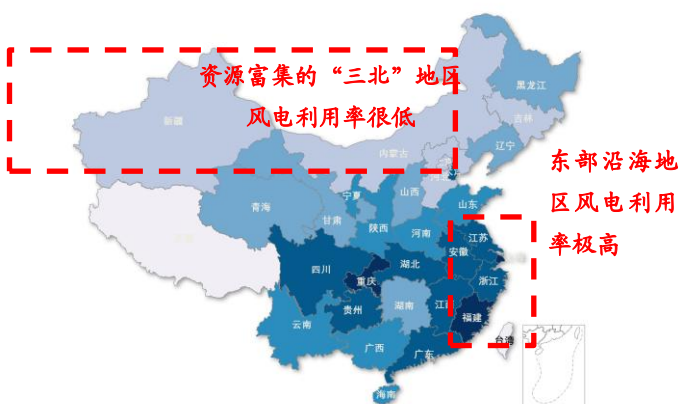 资源富集的“三北”地区
风电利用率很低
黑龙江
吉林
新疆
内蒙古
辽宁
东部沿海地
区风电利用
率极高
宁夏
山西
山东
青海
甘肃
陕西
河南
江苏
安徽
四川
湖北
重庆
浙江
贵州
湖南
江西
福建
云南
台湾
广西
广东
海南